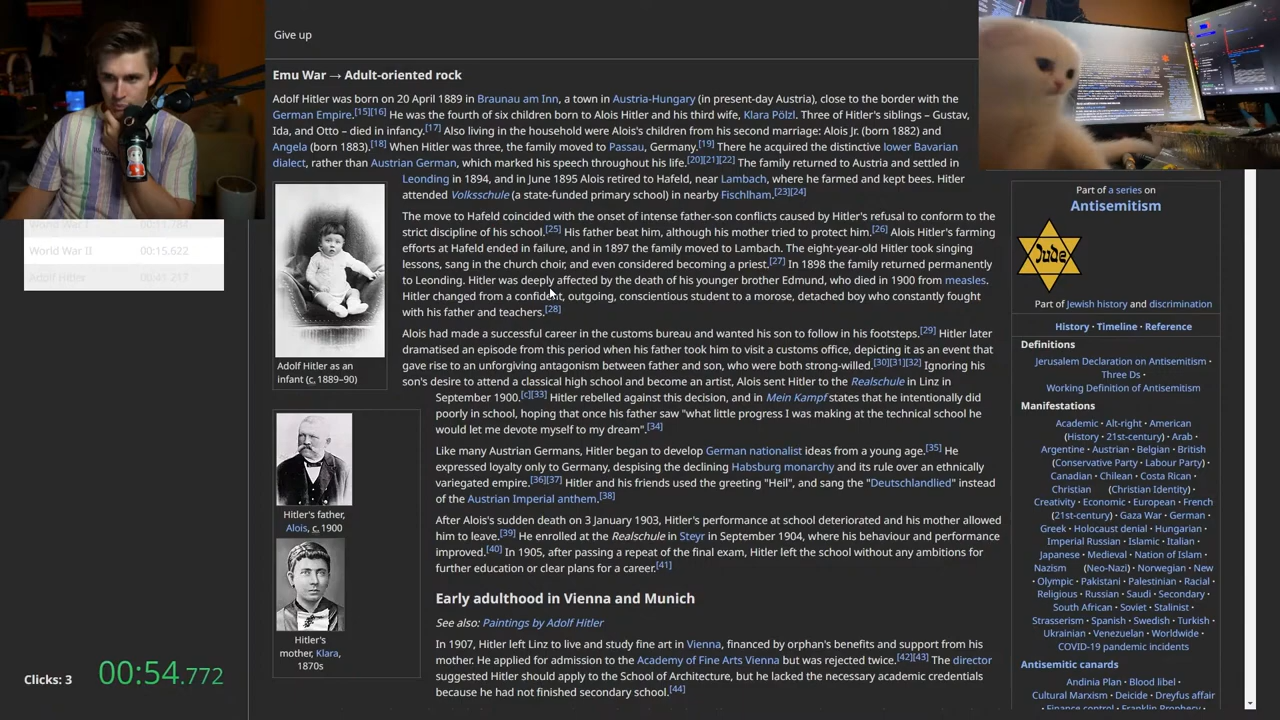 Give up
Emu War → Adult-oriented rock
Adolf Hitler was born in Braunau am Inn, a town in Austria-Hungary (in present-day Austria), close to the border with the
German Empire.[15][16] He was the fourth of six children born to Alois Hitler and his third wife, Klara Pölzl. Three of Hitler's siblings – Gustav,
Ida, and Otto – died in infancy.[17] Also living in the household were Alois's children from his second marriage: Alois Jr. (born 1882) and
Angela (born 1883).[18] When Hitler was three, the family moved to Passau, Germany.[19] There he acquired the distinctive lower Bavarian
dialect, rather than Austrian German, which marked his speech throughout his life.[20][21][22] The family returned to Austria and settled in
Leonding in 1894, and in June 1895 Alois retired to Hafeld, near Lambach, where he farmed and kept bees. Hitler
attended Volksschule (a state-funded primary school) in nearby Fischlham.[23][24]
The move to Hafeld coincided with the onset of intense father-son conflicts caused by Hitler's refusal to conform to the
strict discipline of his school.[25] His father beat him, although his mother tried to protect him.[26] Alois Hitler's farming
efforts at Hafeld ended in failure, and in 1897 the family moved to Lambach. The eight-year-old Hitler took singing
lessons, sang in the church choir, and even considered becoming a priest.[27] In 1898 the family returned permanently
to Leonding. Hitler was deeply affected by the death of his younger brother Edmund, who died in 1900 from measles.
Hitler changed from a confident, outgoing, conscientious student to a morose, detached boy who constantly fought
with his father and teachers.[28]
Adolf Hitler as an
infant (c. 1889–90)
Alois had made a successful career in the customs bureau and wanted his son to follow in his footsteps.[29] Hitler later
dramatised an episode from this period when his father took him to visit a customs office, depicting it as an event that
gave rise to an unforgiving antagonism between father and son, who were both strong-willed.[30][31][32] Ignoring his
son's desire to attend a classical high school and become an artist, Alois sent Hitler to the Realschule in Linz in
September 1900.[c][33] Hitler rebelled against this decision, and in Mein Kampf states that he intentionally did
poorly in school, hoping that once his father saw "what little progress I was making at the technical school he
would let me devote myself to my dream".[34]
Like many Austrian Germans, Hitler began to develop German nationalist ideas from a young age.[35] He
expressed loyalty only to Germany, despising the declining Habsburg monarchy and its rule over an ethnically
variegated empire.[36][37] Hitler and his friends used the greeting "Heil", and sang the "Deutschlandlied" instead
of the Austrian Imperial anthem.[38]
Hitler's father,
Alois, c. 1900
After Alois's sudden death on 3 January 1903, Hitler's performance at school deteriorated and his mother allowed
him to leave.[39] He enrolled at the Realschule in Steyr in September 1904, where his behaviour and performance
improved.[40] In 1905, after passing a repeat of the final exam, Hitler left the school without any ambitions for
further education or clear plans for a career.[41]
Hitler's
mother, Klara,
1870s
Early adulthood in Vienna and Munich
See also: Paintings by Adolf Hitler
In 1907, Hitler left Linz to live and study fine art in Vienna, financed by orphan's benefits and support from his
mother. He applied for admission to the Academy of Fine Arts Vienna but was rejected twice.[42][43] The director
suggested Hitler should apply to the School of Architecture, but he lacked the necessary academic credentials
because he had not finished secondary school.[44]
World War I 00:11.784
World War II 00:15.622
Adolf Hitler
Clicks: 3
00:54.772
Part of a series on
Antisemitism
Jude
Part of Jewish history and discrimination
History · Timeline · Reference
Definitions
Jerusalem Declaration on Antisemitism ·
Three Ds ·
Working Definition of Antisemitism
Manifestations
Academic · Alt-right · American
(History · 21st-century) · Arab ·
Argentine · Austrian · Belgian · British
(Conservative Party · Labour Party) ·
Canadian · Chilean · Costa Rican ·
Christian (Christian Identity) ·
Creativity · Economic · European · French
(21st-century) · Gaza War · German ·
Greek · Holocaust denial · Hungarian ·
Imperial Russian · Islamic · Italian ·
Japanese · Medieval · Nation of Islam ·
Nazism (Neo-Nazi) · Norwegian · New
· Olympic · Pakistani · Palestinian · Racial ·
Religious · Russian · Saudi · Secondary ·
South African · Soviet · Stalinist ·
Strasserism · Spanish · Swedish · Turkish ·
Ukrainian · Venezuelan · Worldwide ·
COVID-19 pandemic incidents
Antisemitic canards
Andinia Plan · Blood libel ·
Cultural Marxism · Deicide · Dreyfus affair
· Finance control · Franklin Prophecy ·